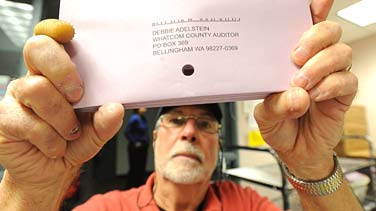 DEBBIE ADELSTEIN
WHATCOM COUNTY AUDITOR
PO BOX 369
BELLINGHAM WA 98227-0369